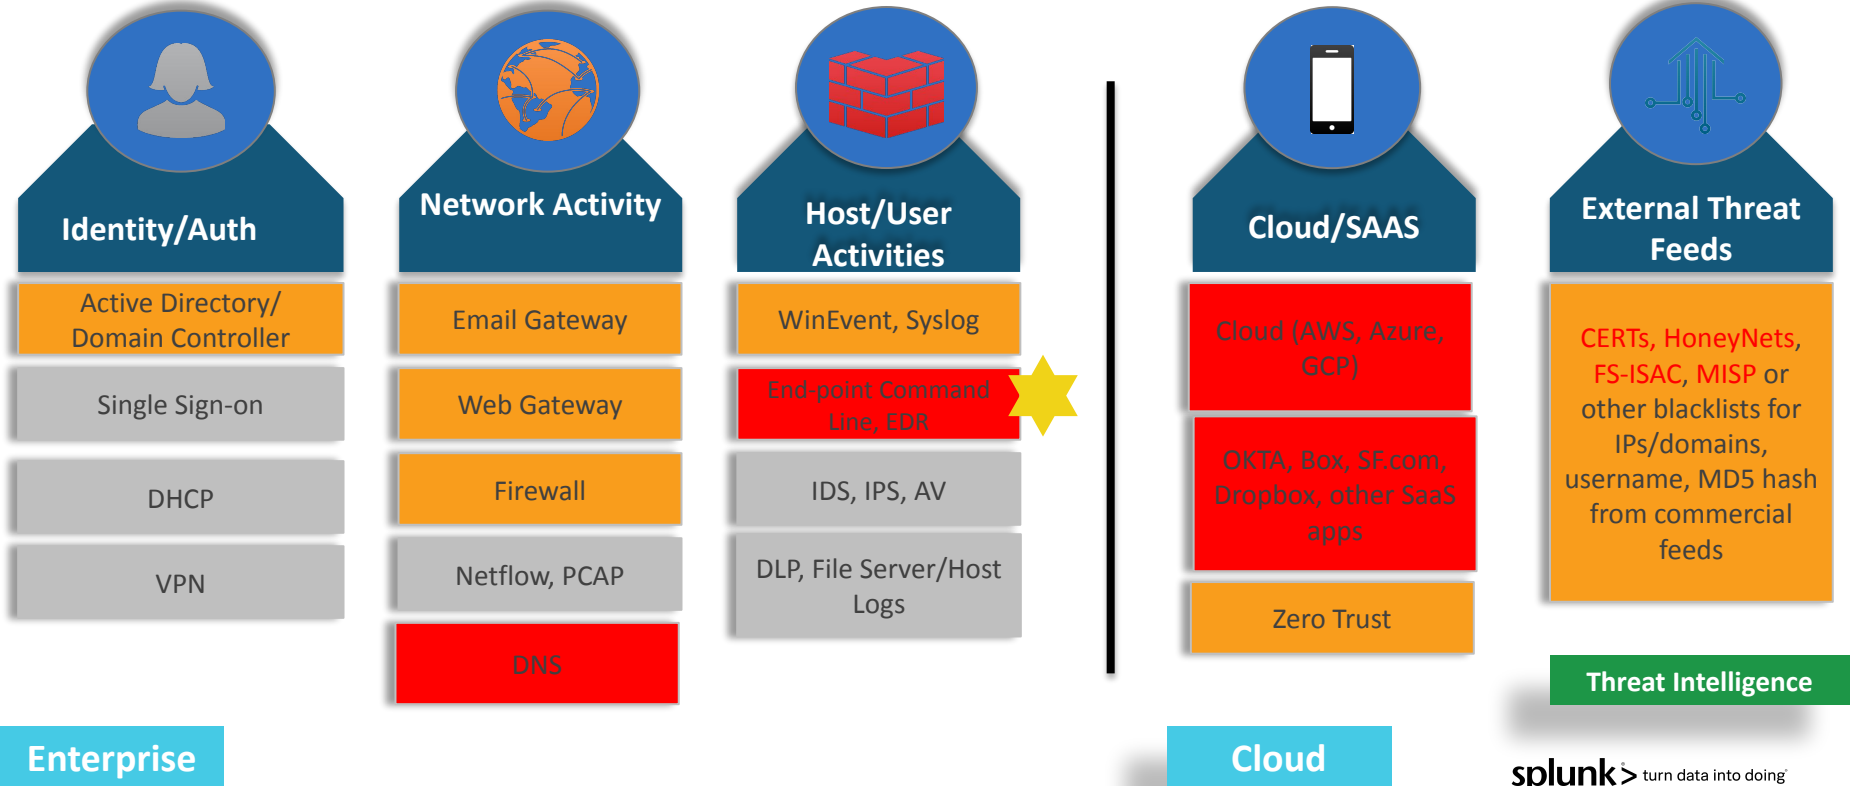 Identity/Auth
Active Directory/
Domain Controller
Single Sign-on
DHCP
VPN
Network Activity
Email Gateway
Web Gateway
Firewall
Netflow, PCAP
DNS
Host/User
Activities
WinEvent, Syslog
End-point Command
Line, EDR
IDS, IPS, AV
DLP, File Server/Host
Logs
Cloud/SAAS
Cloud (AWS, Azure,
GCP)
OKTA, Box, SF.com,
Dropbox, other SaaS
apps
Zero Trust
External Threat
Feeds
CERTs, HoneyNets,
FS-ISAC, MISP or
other blacklists for
IPs/domains,
username, MD5 hash
from commercial
feeds
Threat Intelligence
Enterprise
Cloud
splunk> turn data into doing